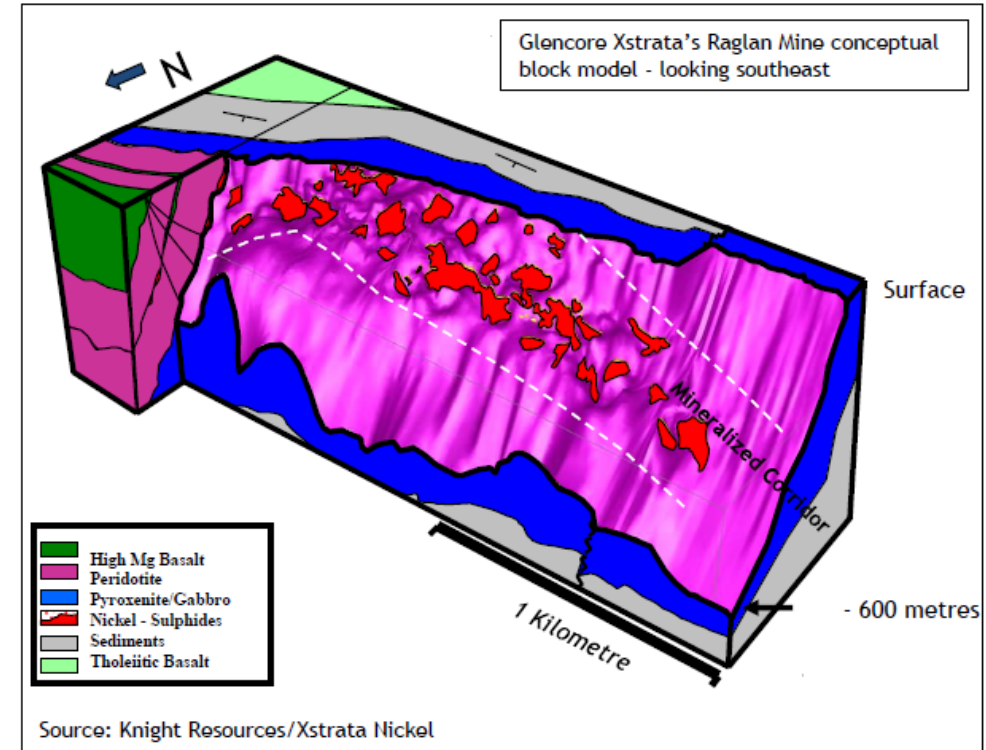 Glencore Xstrata's Raglan Mine conceptual
block model - looking southeast
N
Surface
Mineralized Corridor
High Mg Basalt
Peridotite
Pyroxenite/Gabbro
Nickel - Sulphides
Sediments
Tholeiitic Basalt
1 Kilometre
- 600 metres
Source: Knight Resources/Xstrata Nickel